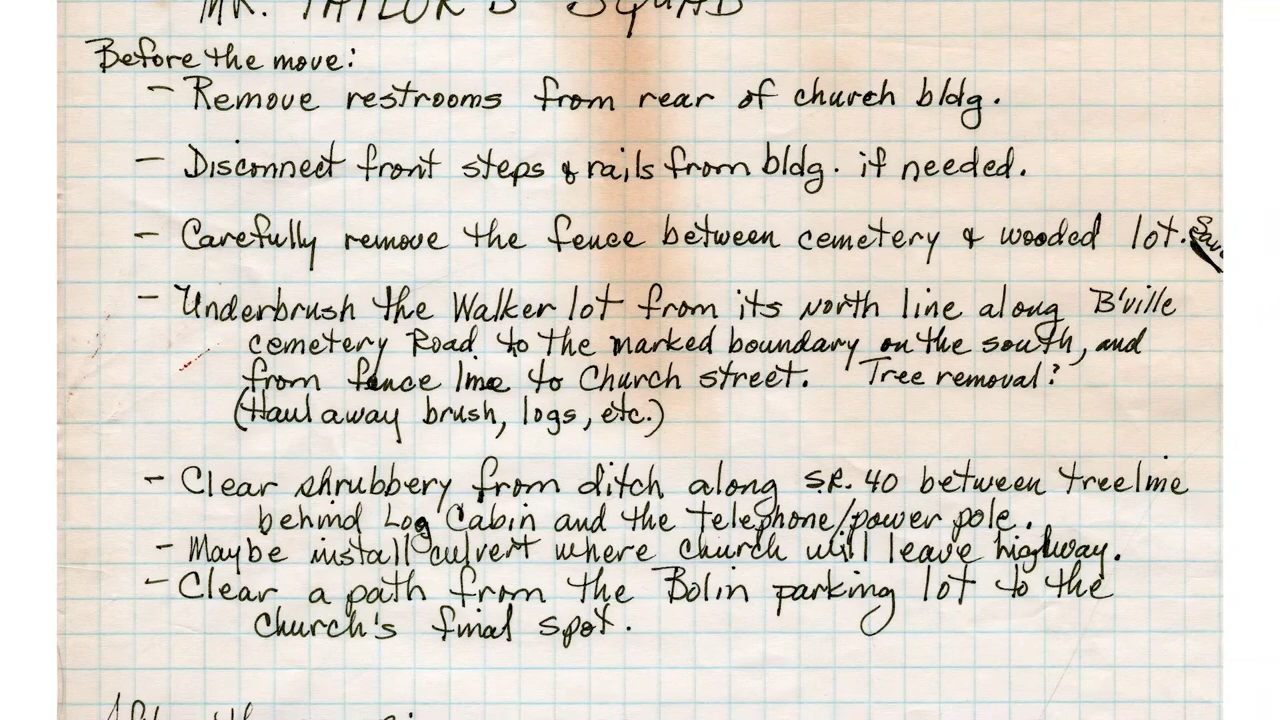 MR. TAYLOR'S SQUAD
Before the move:
- Remove restrooms from rear of church bldg.
- Disconnect front steps & rails from bldg. if needed.
- Carefully remove the fence between cemetery & wooded lot.
- Underbrush the Walker lot from its north line along B'ville
cemetery Road to the marked boundary on the south, and
from fence line to Church street. Tree removal?
(Haul away brush, logs, etc.)
- Clear shrubbery from ditch along S.R. 40 between treeline
behind Log Cabin and the telephone/power pole.
- Maybe install culvert where church will leave highway.
- Clear a path from the Bolin parking lot to the
church's final spot.